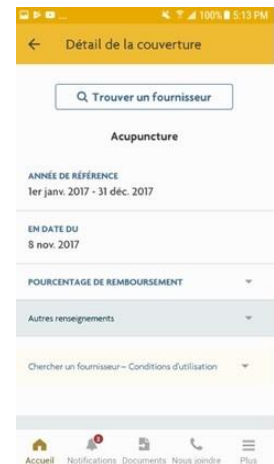 100% 5:13 PM
Détail de la couverture
Trouver un fournisseur
Acupuncture
ANNÉE DE RÉFÉRENCE
1er janv. 2017 - 31 déc. 2017
EN DATE DU
8 nov. 2017
POURCENTAGE DE REMBOURSEMENT
Autres renseignements
Chercher un fournisseur – Conditions d'utilisation
Accueil Notifications Documents Nous joindre Plus